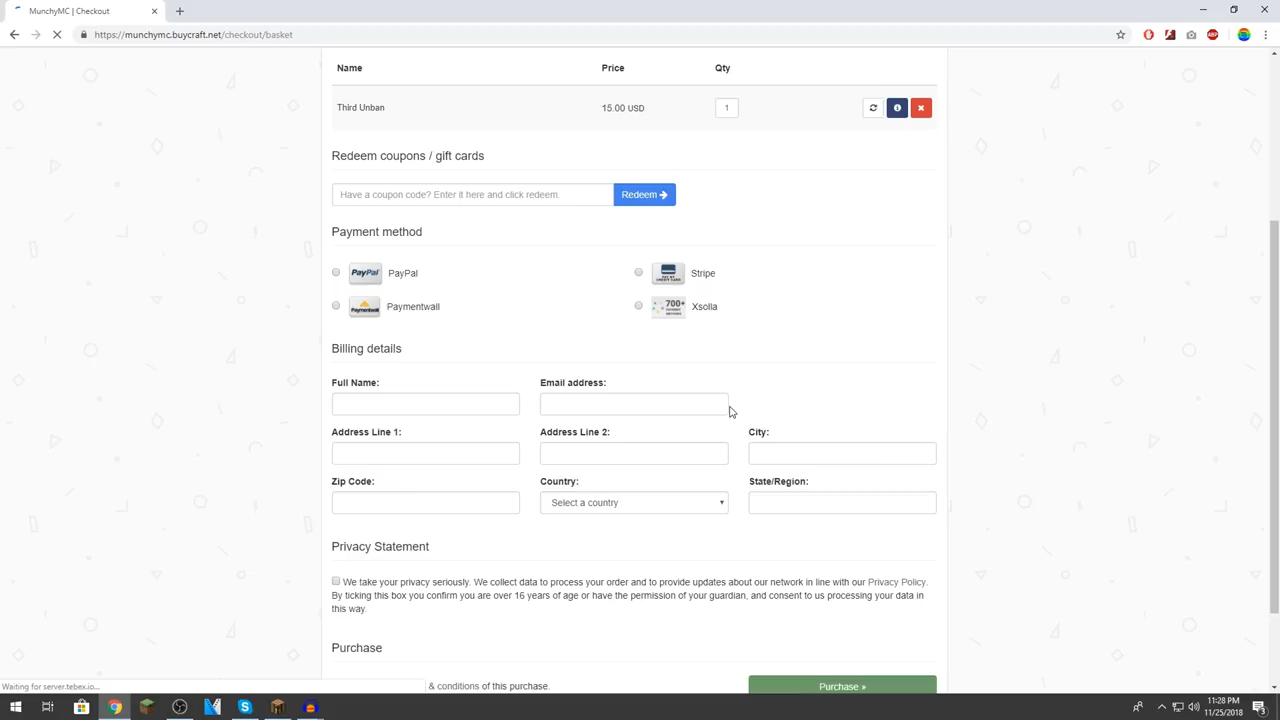 MunchyMC | Checkout
https://munchymc.buycraft.net/checkout/basket
ABP
Name Price Qty
Third Unban 15.00 USD 1
Redeem coupons / gift cards
Have a coupon code? Enter it here and click redeem. Redeem
Payment method
PayPal PayPal Stripe
Paymentwall Paymentwall 700+ Xsolla
Billing details
Full Name: Email address:
Address Line 1: Address Line 2: City:
Zip Code: Country: State/Region:
Select a country
Privacy Statement
We take your privacy seriously. We collect data to process your order and to provide updates about our network in line with our Privacy Policy.
By ticking this box you confirm you are over 16 years of age or have the permission of your guardian, and consent to us processing your data in
this way.
Purchase
& conditions of this purchase. Purchase »
Waiting for server.tebex.io...
11:28 PM
11/25/2018
3